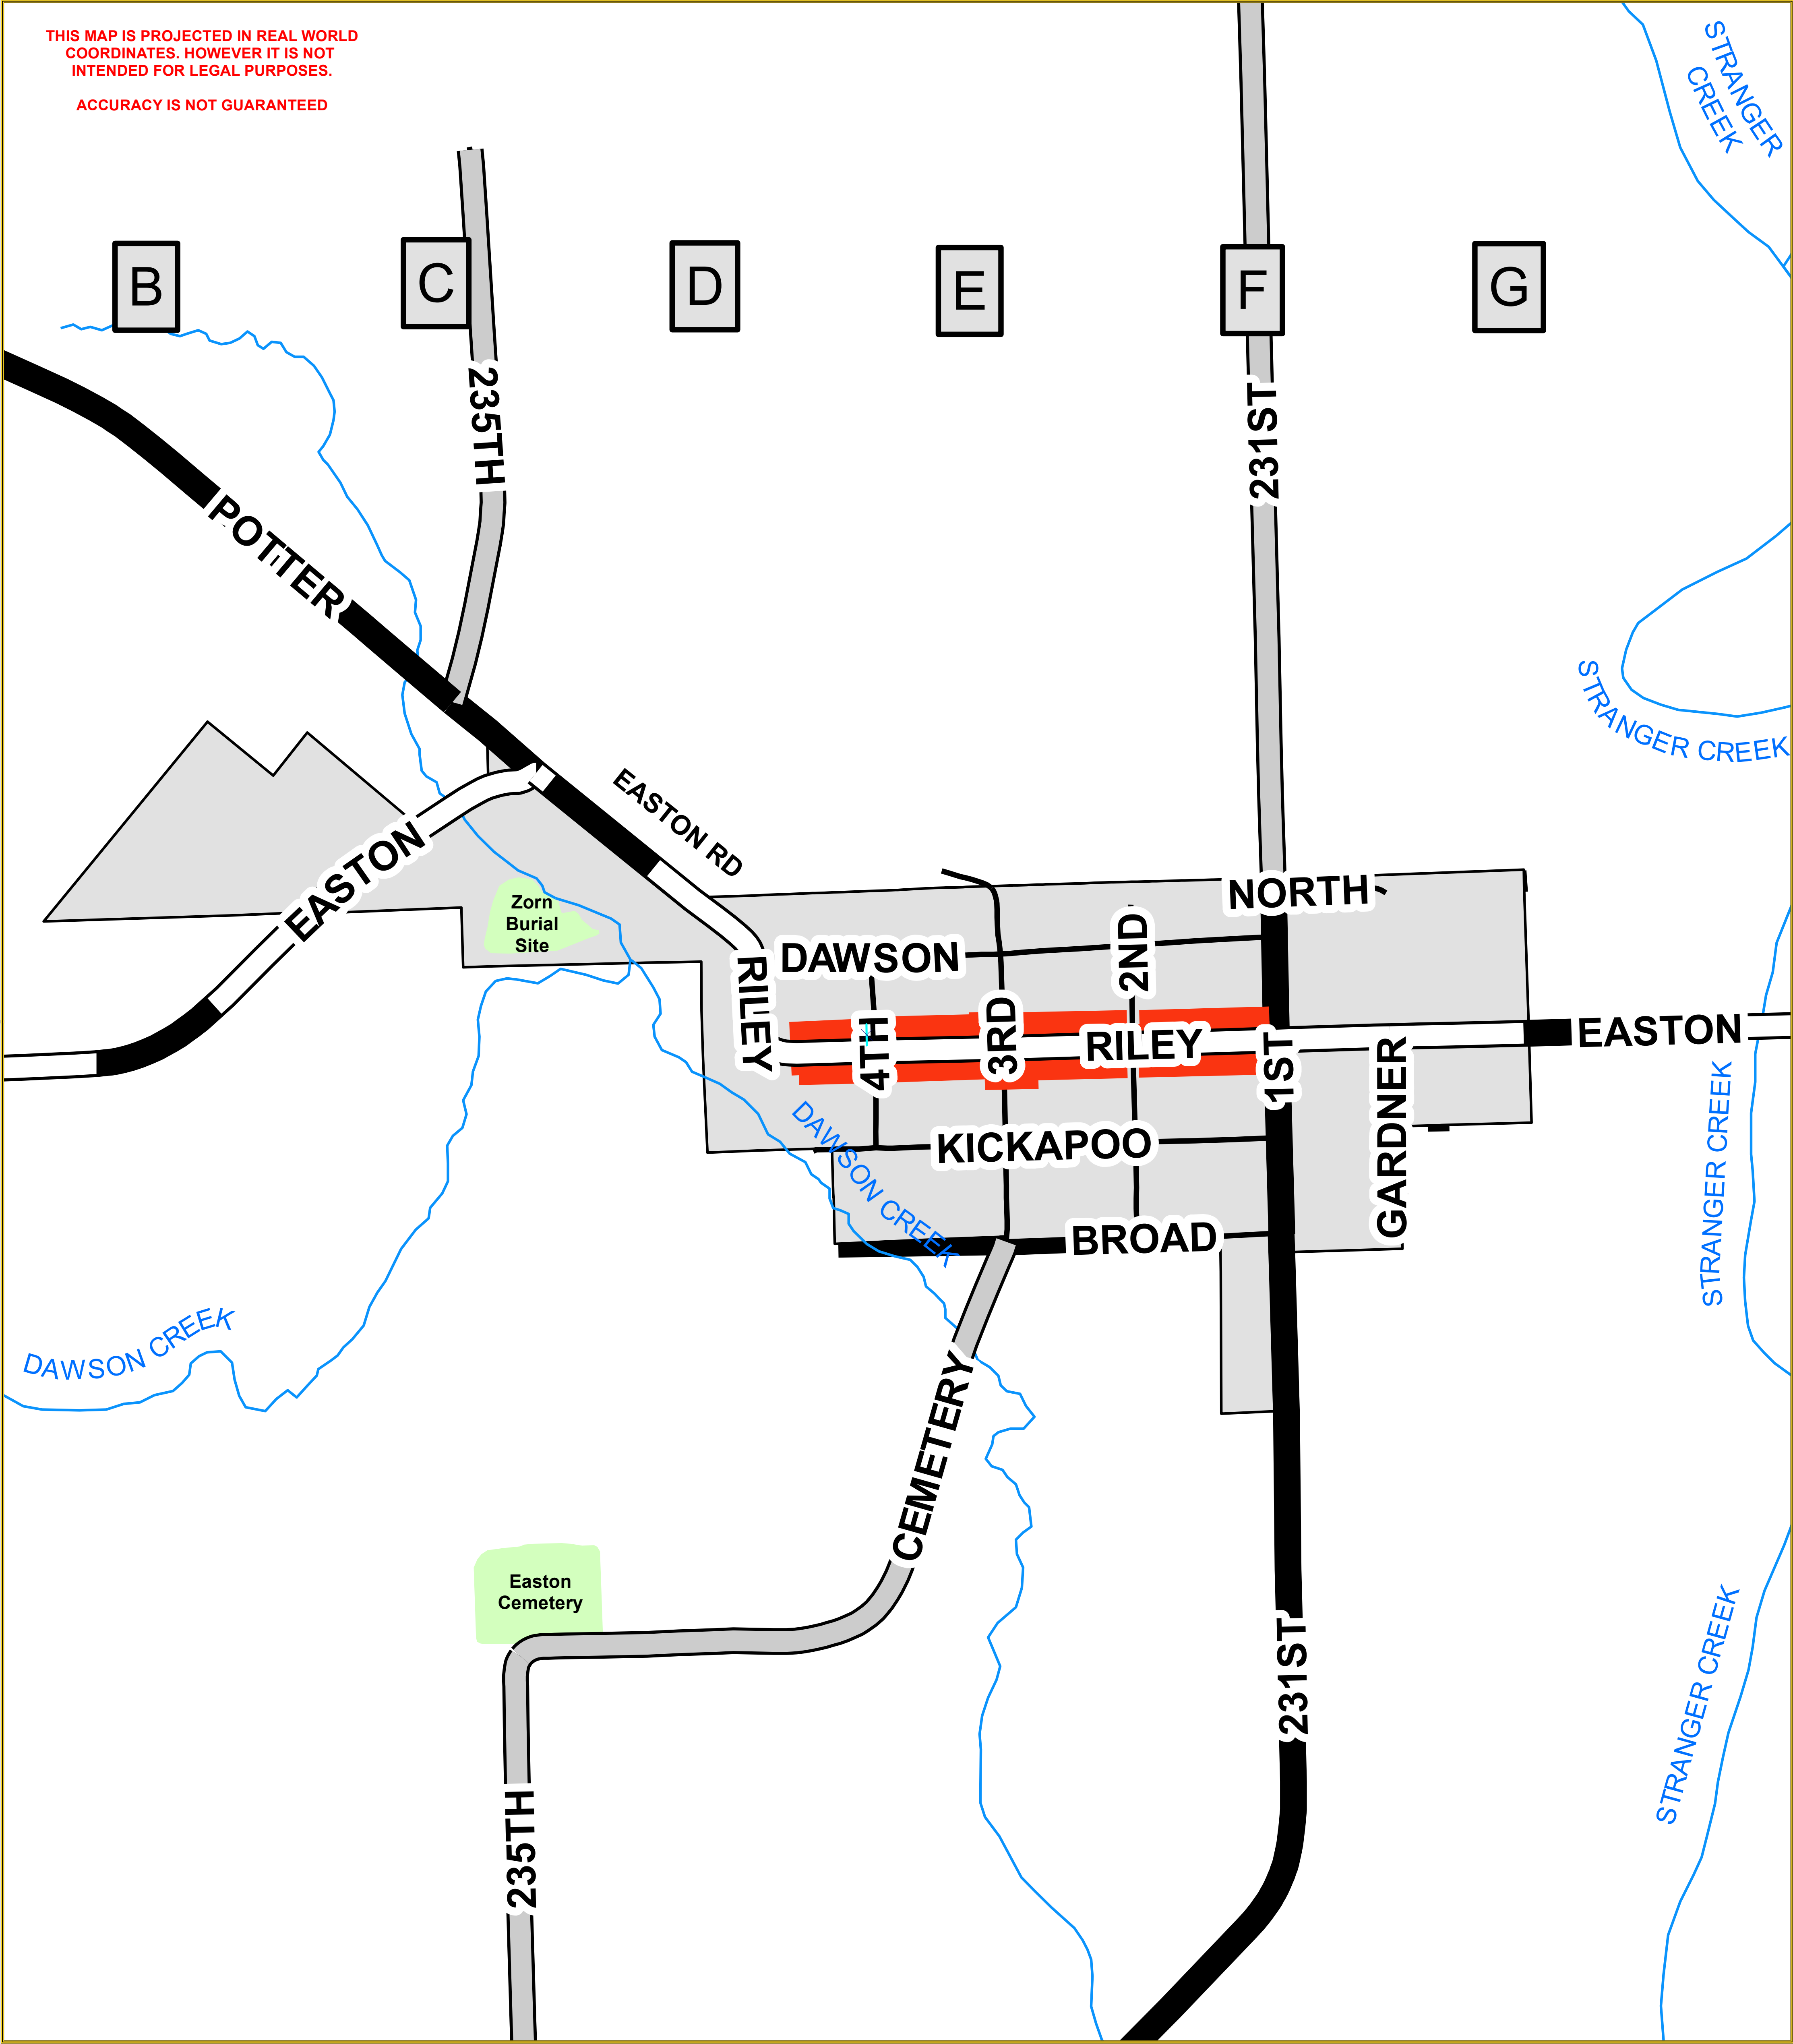 THIS MAP IS PROJECTED IN REAL WORLD
COORDINATES. HOWEVER IT IS NOT
INTENDED FOR LEGAL PURPOSES.
ACCURACY IS NOT GUARANTEED
STRANGER
CREEK
B
C
D
E
F
G
235TH
231ST
POTTER
STRANGER CREEK
EASTON RD
EASTON
Zorn
Burial
Site
NORTH
DAWSON
2ND
RILEY
4TH
3RD
RILEY
1ST
EASTON
GARDNER
KICKAPOO
DAWSON CREEK
BROAD
STRANGER CREEK
DAWSON CREEK
CEMETERY
Easton
Cemetery
231ST
STRANGER CREEK
235TH